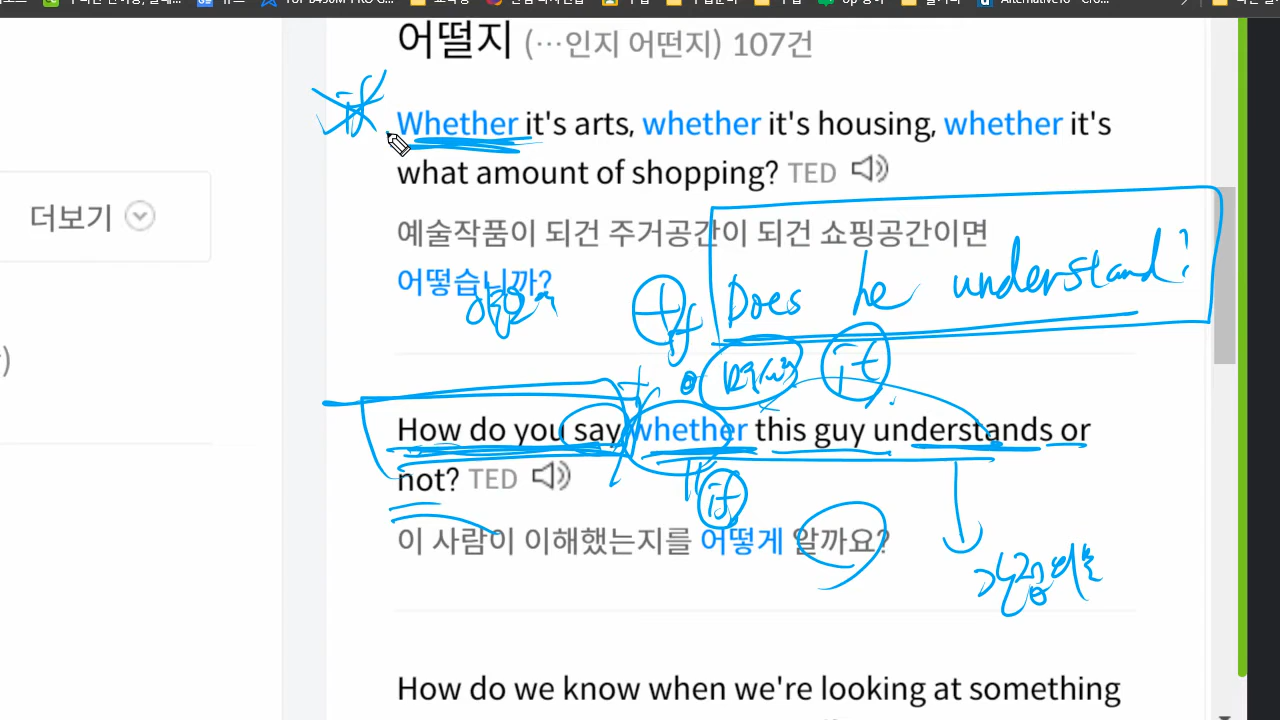 어떨지 (…인지 어떤지) 107건
if
Whether it's arts, whether it's housing, whether it's
what amount of shopping? TED
더보기
예술작품이 되건 주거공간이 되건 쇼핑공간이면
어떻습니까?
Does he understand?
if
How do you say whether this guy understands or
not? TED
if
이 사람이 이해했는지를 어떻게 알까요?
How do we know when we're looking at something